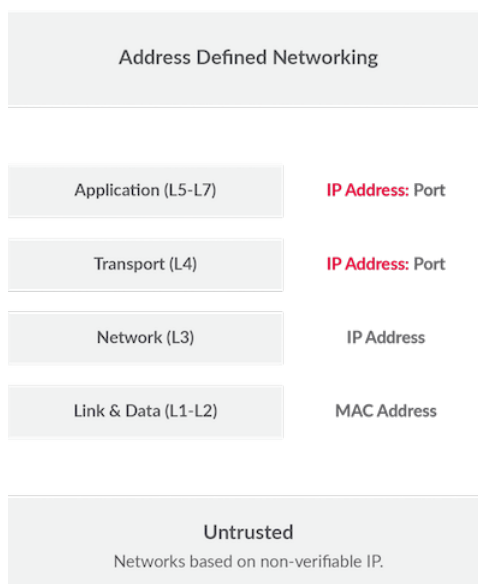 Address Defined Networking
Application (L5-L7) IP Address: Port
Transport (L4) IP Address: Port
Network (L3) IP Address
Link & Data (L1-L2) MAC Address
Untrusted
Networks based on non-verifiable IP.